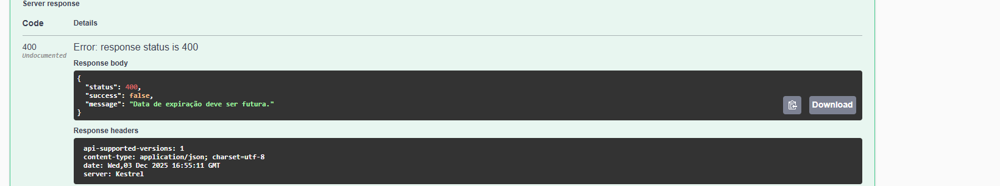 Server response
Code Details
400 Error: response status is 400
Undocumented
Response body
{
"status": 400,
"success": false,
"message": "Data de expiração deve ser futura."
}
Download
Response headers
api-supported-versions: 1
content-type: application/json; charset=utf-8
date: Wed,03 Dec 2025 16:55:11 GMT
server: Kestrel